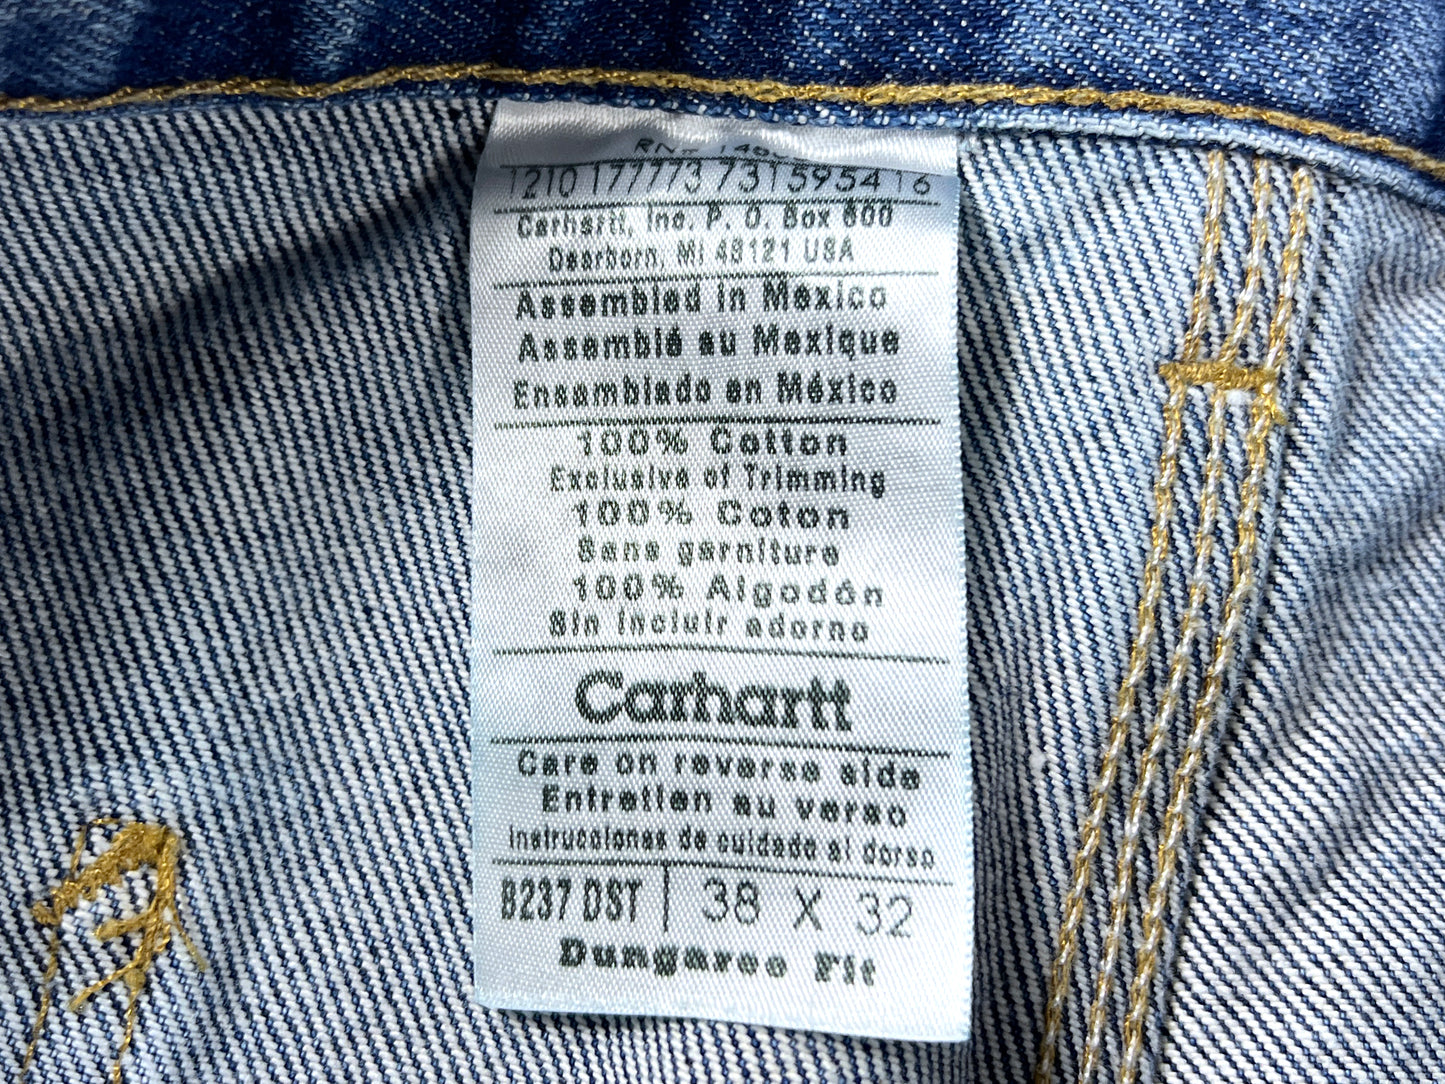 RN# 
1210 177773 731595416
Carhartt, Inc. P. O. Box 600
Dearborn, MI 48121 USA
Assembled in Mexico
Assemblé au Mexique
Ensamblado en México
100% Cotton
Exclusive of Trimming
100% Coton
Sans garniture
100% Algodón
Sin incluir adorno
Carhartt
Care on reverse side
Entretien au verso
Instrucciones de cuidado al dorso
B237 DST | 38 X 32
Dungaree Fit